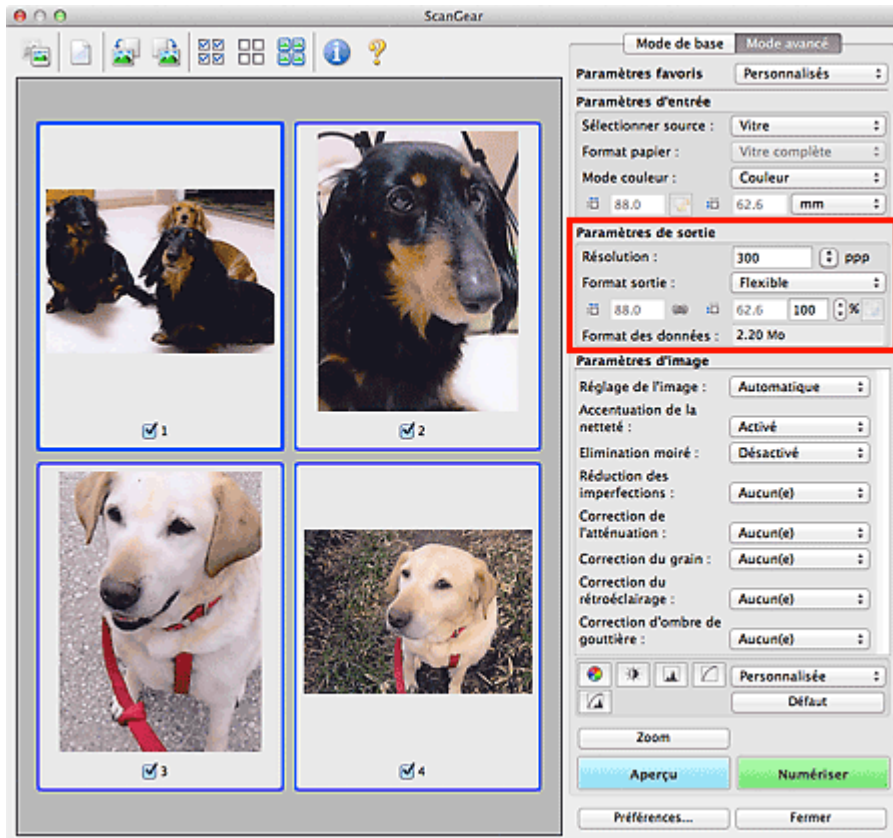 ScanGear
Mode de base Mode avancé
Paramètres favoris Personnalisés
Paramètres d'entrée
Sélectionner source : Vitre
Format papier : Vitre complète
Mode couleur : Couleur
88.0 62.6 mm
Paramètres de sortie
Résolution : 300 ppp
Format sortie : Flexible
88.0 62.6 100 %
Format des données : 2.20 Mo
Paramètres d'image
Réglage de l'image : Automatique
Accentuation de la
netteté : Activé
Elimination moiré : Désactivé
Réduction des
imperfections : Aucun(e)
Correction de
l'atténuation : Aucun(e)
Correction du grain : Aucun(e)
Correction du
rétroéclairage : Aucun(e)
Correction d'ombre de
gouttière : Aucun(e)
Personnalisée
Défaut
Zoom
Aperçu Numériser
Préférences... Fermer
1
2
3
4